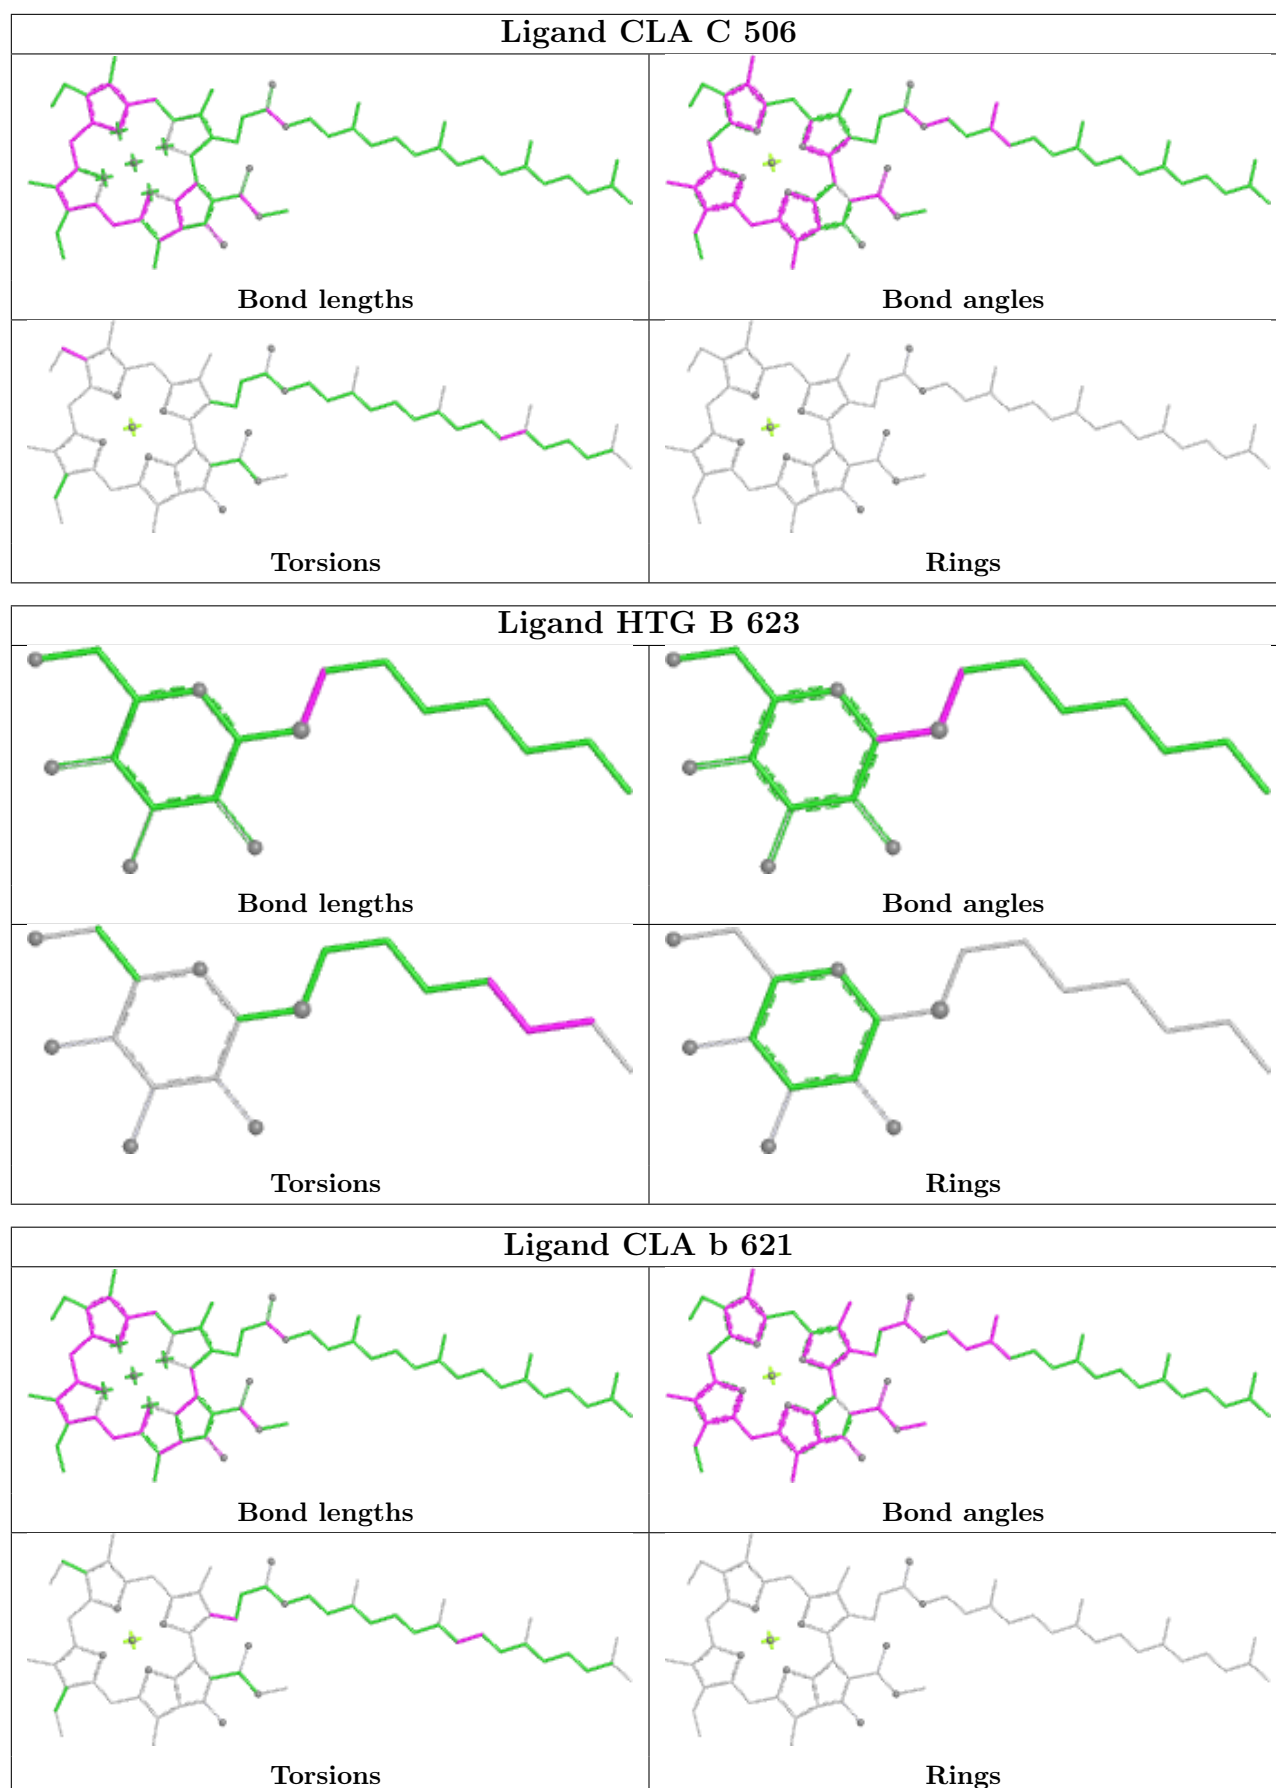 Ligand CLA C 506
Bond lengths
Bond angles
Torsions
Rings
Ligand HTG B 623
Bond lengths
Bond angles
Torsions
Rings
Ligand CLA b 621
Bond lengths
Bond angles
Torsions
Rings